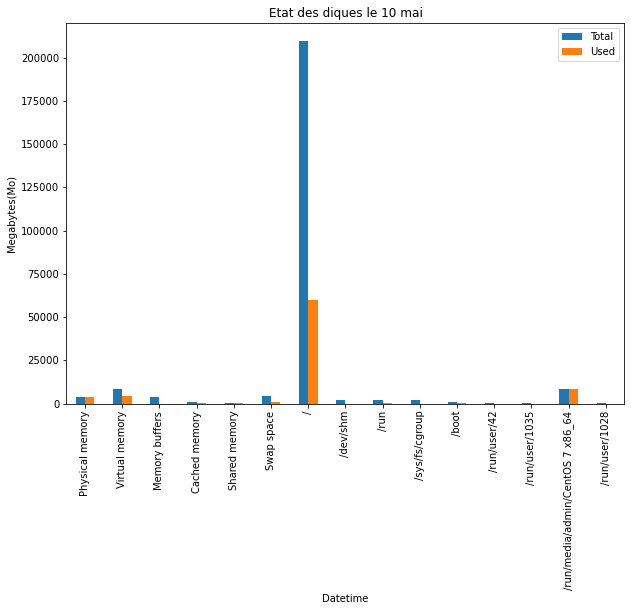 Etat des diques le 10 mai
Total
Used
Megabytes(Mo)
200000
175000
150000
125000
100000
75000
50000
25000
0
Physical memory
Virtual memory
Memory buffers
Cached memory
Shared memory
Swap space
/
/dev/shm
/run
/sys/fs/cgroup
/boot
/run/user/42
/run/user/1035
/run/media/admin/CentOS 7 x86_64
/run/user/1028
Datetime